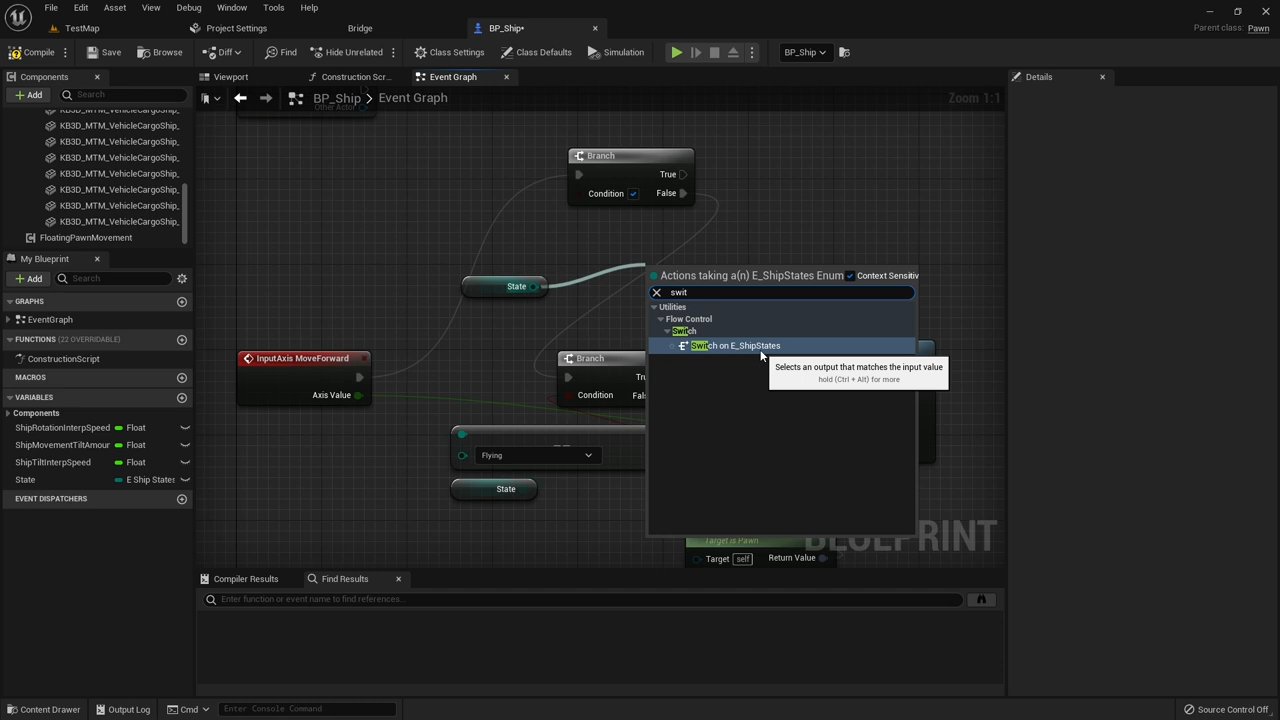 File Edit Asset View Debug Window Tools Help
TestMap Project Settings Bridge BP_Ship* Parent class: Pawn
Compile Save Browse Diff Find Hide Unrelated Class Settings Class Defaults Simulation BP_Ship
Components Viewport Construction Scr... Event Graph Details
+ Add Search BP_Ship > Event Graph Zoom 1:1
Other Actor
KB3D_MTM_VehicleCargoShip_
KB3D_MTM_VehicleCargoShip_
KB3D_MTM_VehicleCargoShip_
KB3D_MTM_VehicleCargoShip_
KB3D_MTM_VehicleCargoShip_
KB3D_MTM_VehicleCargoShip_
KB3D_MTM_VehicleCargoShip_
KB3D_MTM_VehicleCargoShip_
FloatingPawnMovement
My Blueprint
+ Add Search
GRAPHS
EventGraph
FUNCTIONS (22 OVERRIDABLE)
ConstructionScript
MACROS
VARIABLES
Components
ShipRotationInterpSpeed Float
ShipMovementTiltAmour Float
ShipTiltInterpSpeed Float
State E Ship States
EVENT DISPATCHERS
Branch
True
Condition False
State
InputAxis MoveForward
Axis Value
Branch
Tru
Condition Fal
==
Flying
State
Actions taking a(n) E_ShipStates Enum Context Sensitiv
swit
Utilities
Flow Control
Switch
Switch on E_ShipStates
Selects an output that matches the input value
hold (Ctrl + Alt) for more
BLUEPRINT
Target is Pawn
Target self Return Value
Compiler Results Find Results
Enter function or event name to find references...
Content Drawer Output Log Cmd Enter Console Command Source Control Off